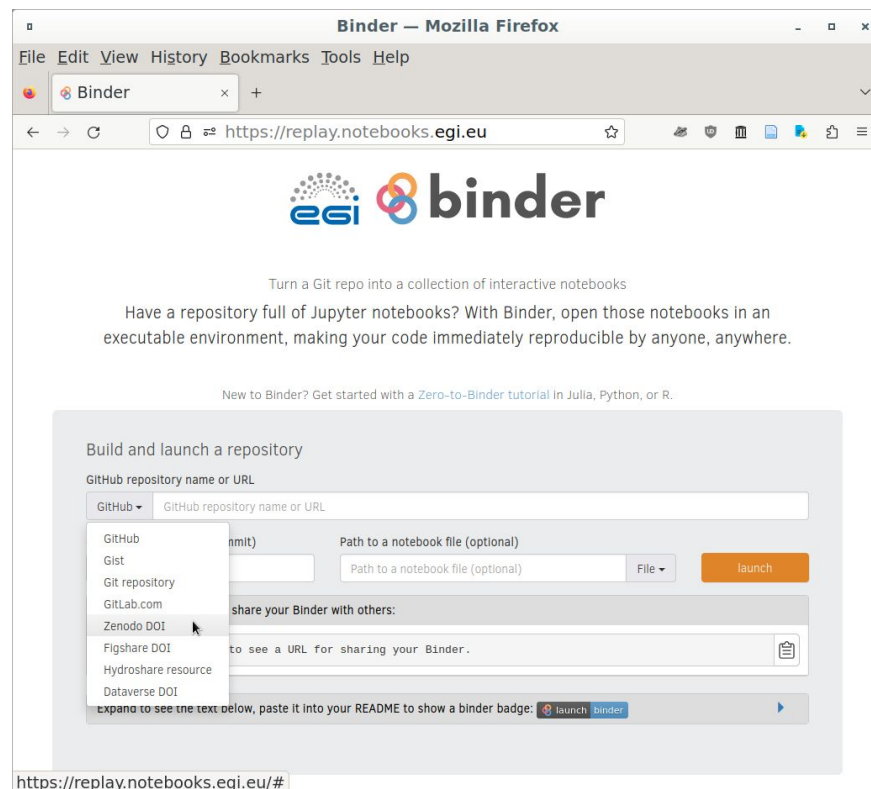 Binder — Mozilla Firefox
File Edit View History Bookmarks Tools Help
Binder
https://replay.notebooks.egi.eu
egi binder
Turn a Git repo into a collection of interactive notebooks
Have a repository full of Jupyter notebooks? With Binder, open those notebooks in an
executable environment, making your code immediately reproducible by anyone, anywhere.
New to Binder? Get started with a Zero-to-Binder tutorial in Julia, Python, or R.
Build and launch a repository
GitHub repository name or URL
GitHub GitHub repository name or URL
GitHub
Gist
Git repository
GitLab.com
Zenodo DOI
Figshare DOI
Hydroshare resource
Dataverse DOI
mmit) Path to a notebook file (optional)
Path to a notebook file (optional) File launch
share your Binder with others:
to see a URL for sharing your Binder.
Expand to see the text below, paste it into your README to show a binder badge: launch binder
https://replay.notebooks.egi.eu/#